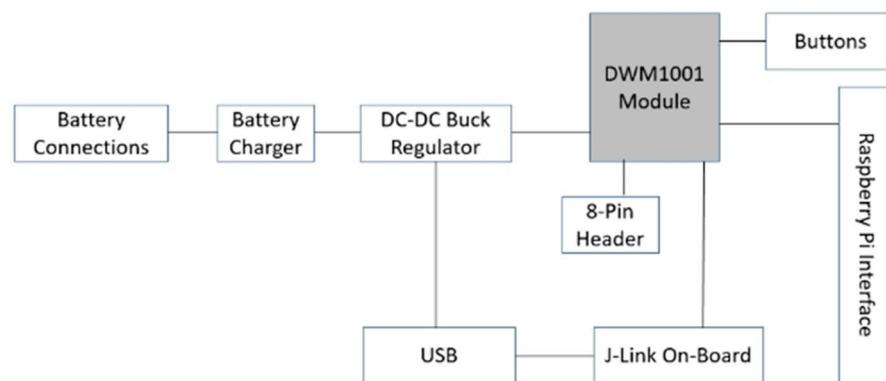 DWM1001
Module
Buttons
Battery
Connections
Battery
Charger
DC-DC Buck
Regulator
8-Pin
Header
Raspberry Pi Interface
USB
J-Link On-Board